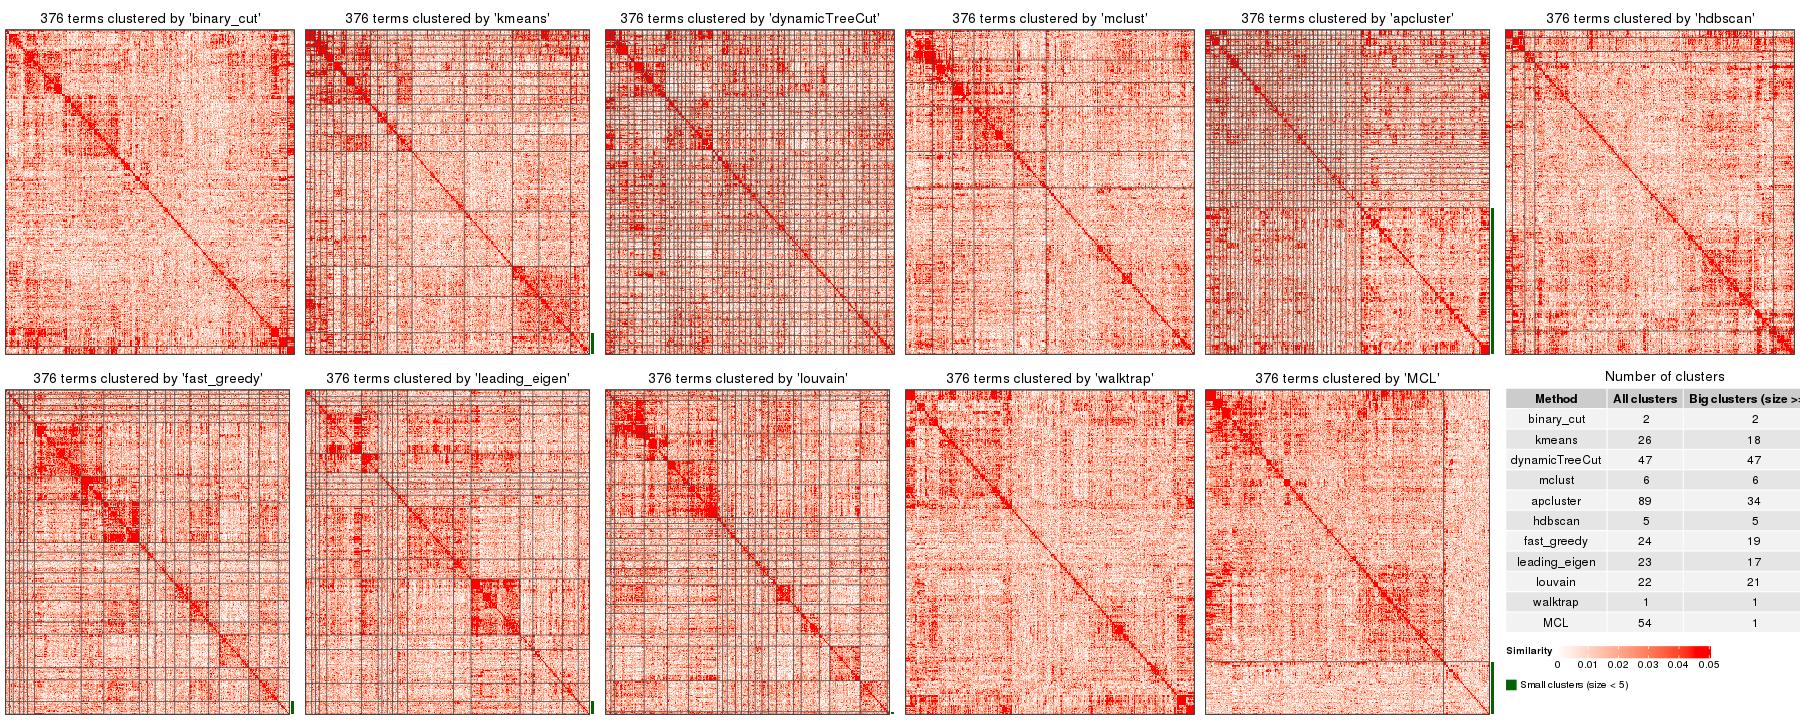 376 terms clustered by 'binary_cut'
376 terms clustered by 'kmeans'
376 terms clustered by 'dynamicTreeCut'
376 terms clustered by 'mclust'
376 terms clustered by 'apcluster'
376 terms clustered by 'hdbscan'
376 terms clustered by 'fast_greedy'
376 terms clustered by 'leading_eigen'
376 terms clustered by 'louvain'
376 terms clustered by 'walktrap'
376 terms clustered by 'MCL'
Number of clusters
Method All clusters Big clusters (size >=
binary_cut 2 2
kmeans 26 18
dynamicTreeCut 47 47
mclust 6 6
apcluster 89 34
hdbscan 5 5
fast_greedy 24 19
leading_eigen 23 17
louvain 22 21
walktrap 1 1
MCL 54 1
Similarity
0 0.01 0.02 0.03 0.04 0.05
Small clusters (size < 5)